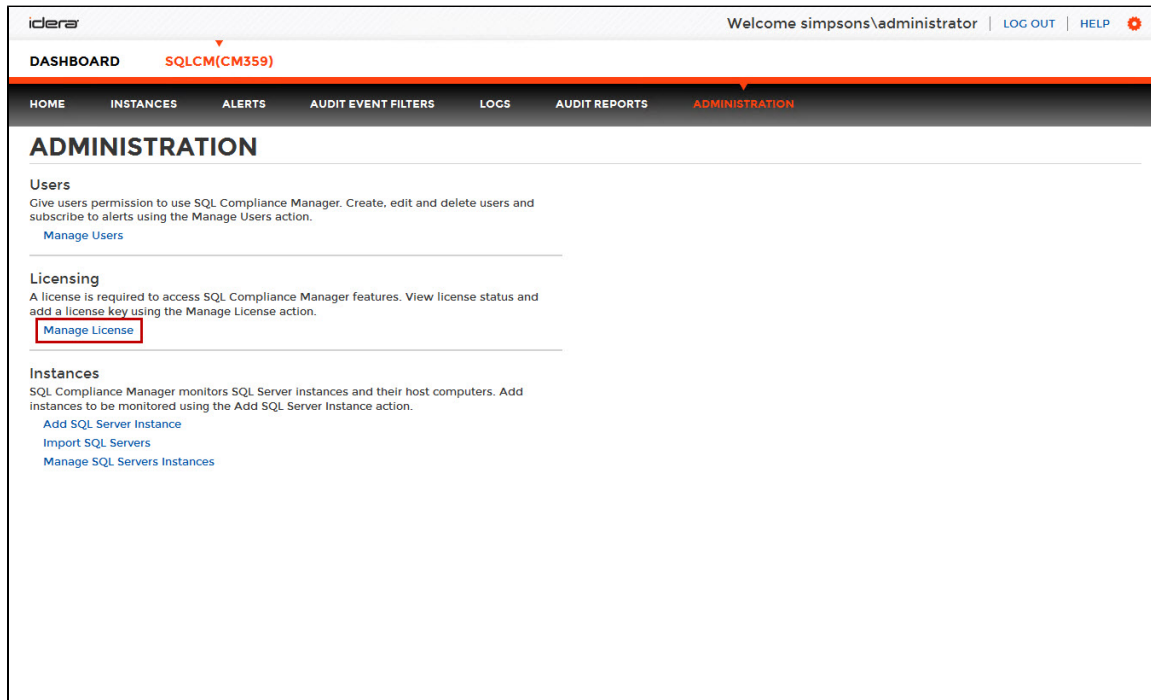 idera
Welcome simpsons\administrator | LOG OUT | HELP
DASHBOARD SQLCM(CM359)
HOME INSTANCES ALERTS AUDIT EVENT FILTERS LOGS AUDIT REPORTS ADMINISTRATION
ADMINISTRATION
Users
Give users permission to use SQL Compliance Manager. Create, edit and delete users and
subscribe to alerts using the Manage Users action.
Manage Users
Licensing
A license is required to access SQL Compliance Manager features. View license status and
add a license key using the Manage License action.
Manage License
Instances
SQL Compliance Manager monitors SQL Server instances and their host computers. Add
instances to be monitored using the Add SQL Server Instance action.
Add SQL Server Instance
Import SQL Servers
Manage SQL Servers Instances